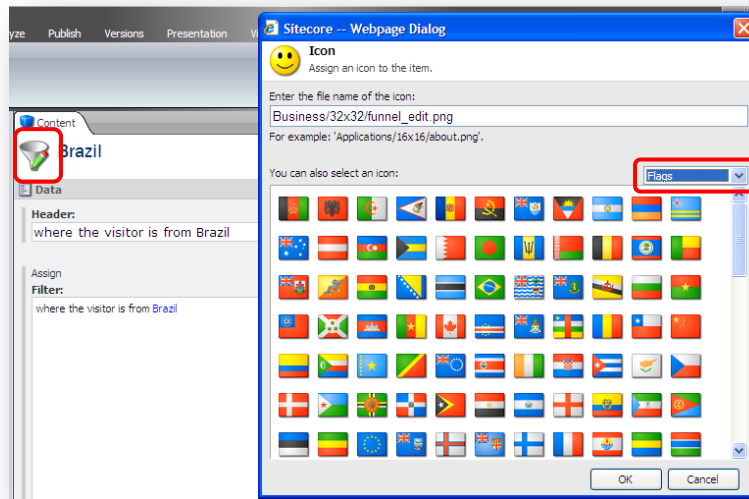 yze Publish Versions Presentation
Content
Brazil
Data
Header:
where the visitor is from Brazil
Assign
Filter:
where the visitor is from Brazil
Sitecore -- Webpage Dialog
Icon
Assign an icon to the item.
Enter the file name of the icon:
Business/32x32/funnel_edit.png
For example: 'Applications/16x16/about.png'.
You can also select an icon:
Flags
OK Cancel